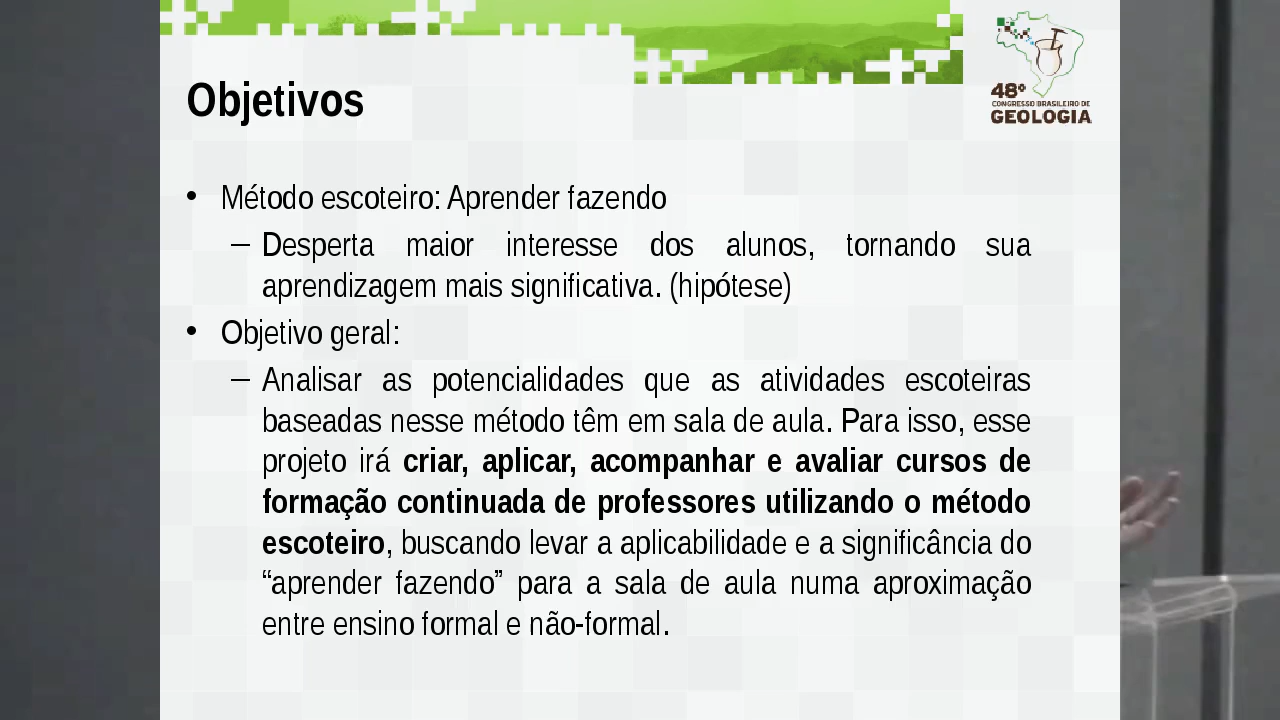 48º
CONGRESSO BRASILEIRO DE
GEOLOGIA
Objetivos
• Método escoteiro: Aprender fazendo
– Desperta maior interesse dos alunos, tornando sua
aprendizagem mais significativa. (hipótese)
• Objetivo geral:
– Analisar as potencialidades que as atividades escoteiras
baseadas nesse método têm em sala de aula. Para isso, esse
projeto irá criar, aplicar, acompanhar e avaliar cursos de
formação continuada de professores utilizando o método
escoteiro, buscando levar a aplicabilidade e a significância do
“aprender fazendo” para a sala de aula numa aproximação
entre ensino formal e não-formal.